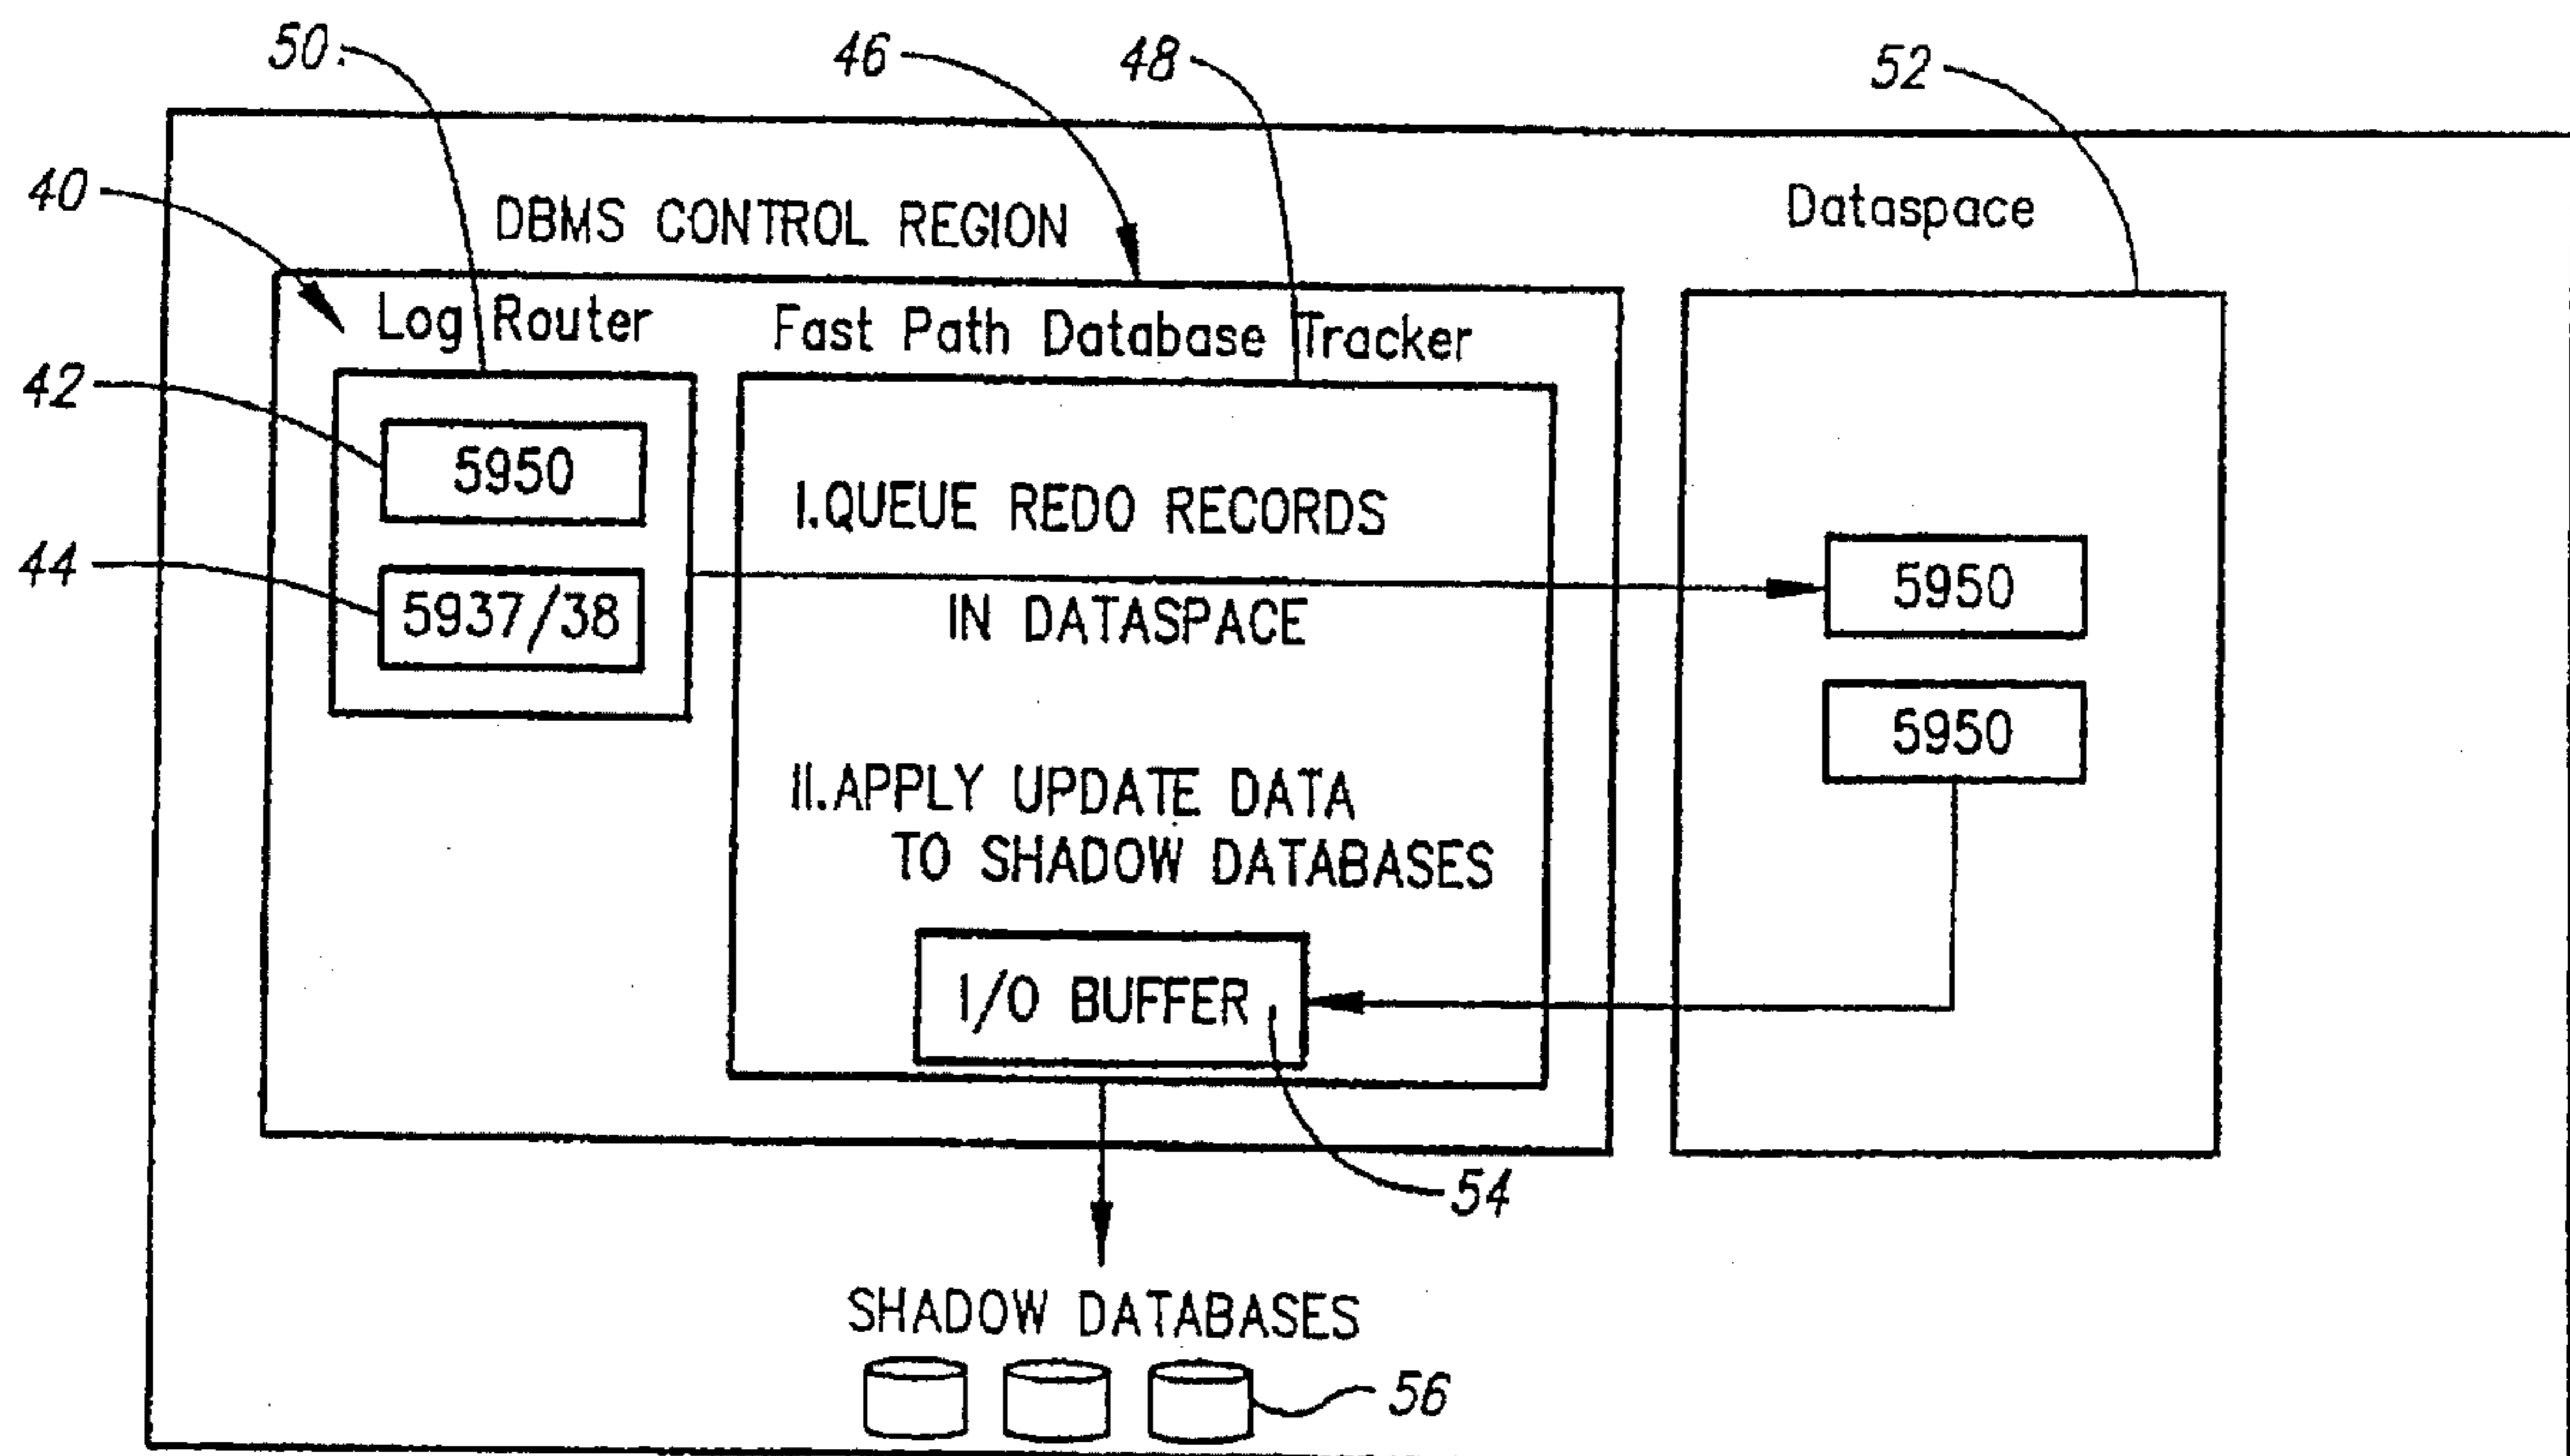 50.
46
48
52
40
DBMS CONTROL REGION
Dataspace
Log Router
Fast Path Database Tracker
42
5950
I.QUEUE REDO RECORDS
44
5937/38
IN DATASPACE
5950
5950
II.APPLY UPDATE DATA
TO SHADOW DATABASES
I/O BUFFER
54
SHADOW DATABASES
56